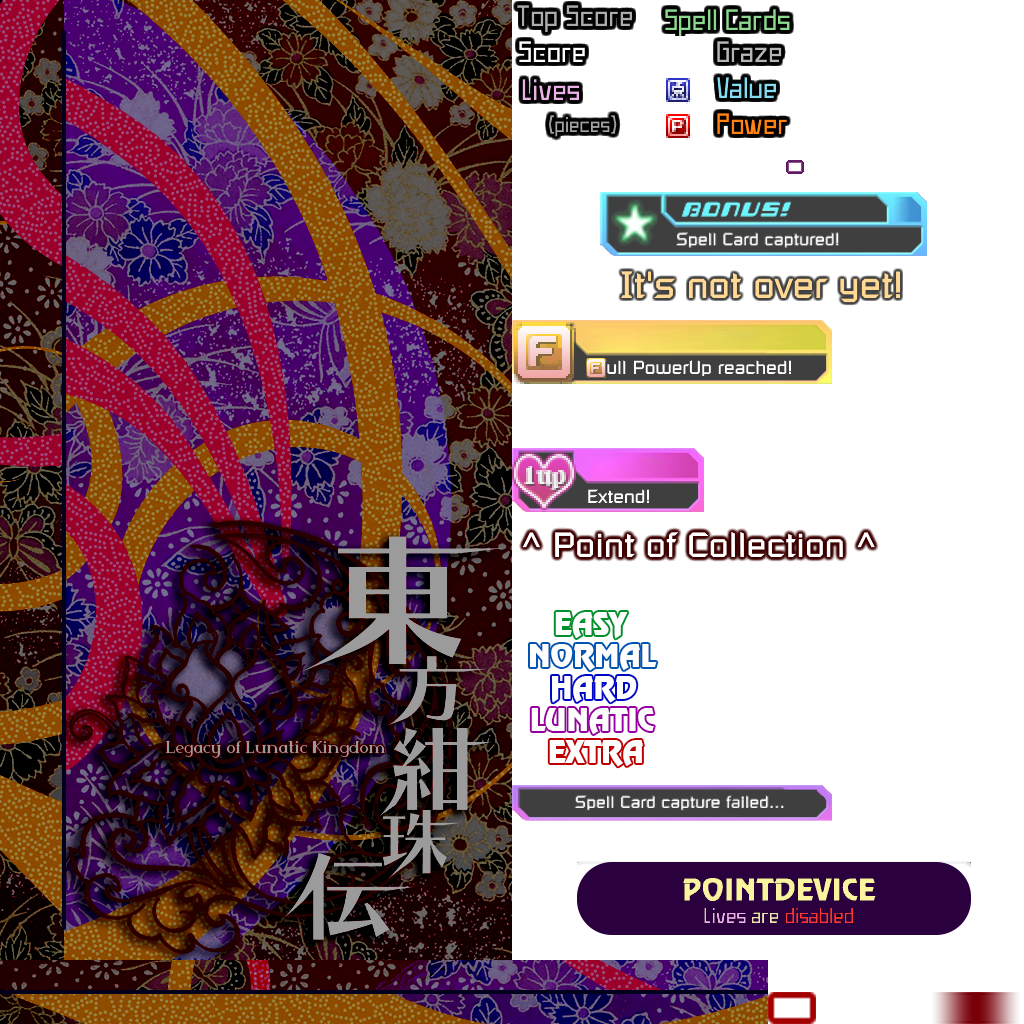 Top Score
Spell Cards
Score
Graze
Lives
Value
(pieces)
P
Power
BONUS!
Spell Card captured!
It's not over yet!
F
Full PowerUp reached!
1up
Extend!
^ Point of Collection ^
EASY
NORMAL
HARD
LUNATIC
EXTRA
Spell Card capture failed...
POINTDEVICE
Lives are disabled
東方紺珠伝
Legacy of Lunatic Kingdom